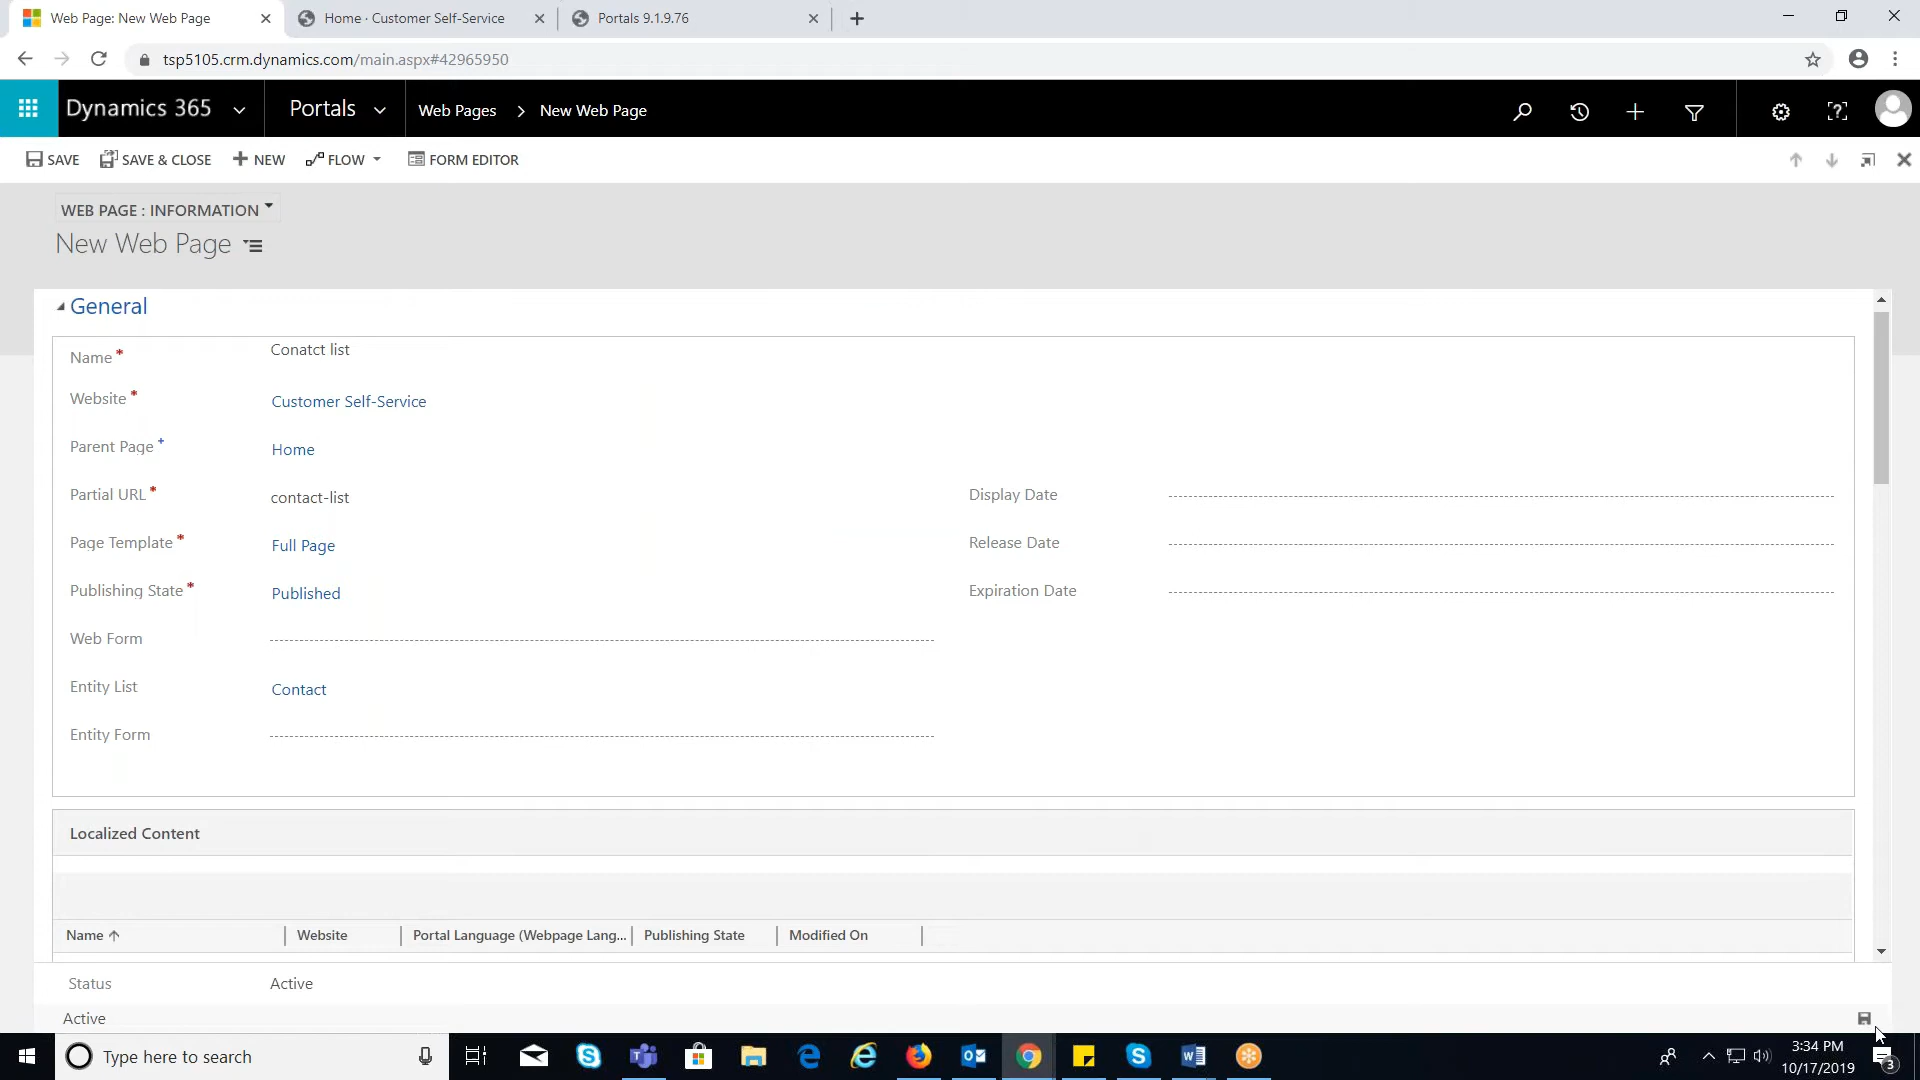 Web Page: New Web Page
Home · Customer Self-Service
Portals 9.1.9.76
tsp5105.crm.dynamics.com/main.aspx#42965950
Dynamics 365
Portals
Web Pages
New Web Page
SAVE
SAVE & CLOSE
NEW
FLOW
FORM EDITOR
WEB PAGE : INFORMATION
New Web Page
General
Name *
Conatct list
Website *
Customer Self-Service
Parent Page +
Home
Partial URL *
contact-list
Display Date
Page Template *
Full Page
Release Date
Publishing State *
Published
Expiration Date
Web Form
Entity List
Contact
Entity Form
Localized Content
Name
Website
Portal Language (Webpage Lang...
Publishing State
Modified On
Status
Active
Active
Type here to search
3:34 PM
10/17/2019
3